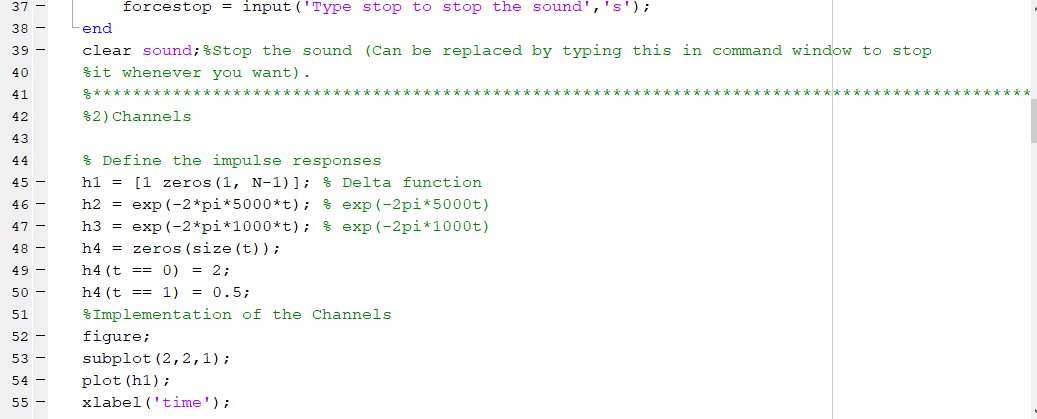 37 forcestop = input('Type stop to stop the sound','s');
38 end
39 clear sound;%Stop the sound (Can be replaced by typing this in command window to stop
40 %it whenever you want).
41 %**********************************************************************************************
42 %2)Channels
43
44 % Define the impulse responses
45 h1 = [1 zeros(1, N-1)]; % Delta function
46 h2 = exp(-2*pi*5000*t); % exp(-2pi*5000t)
47 h3 = exp(-2*pi*1000*t); % exp(-2pi*1000t)
48 h4 = zeros(size(t));
49 h4(t == 0) = 2;
50 h4(t == 1) = 0.5;
51 %Implementation of the Channels
52 figure;
53 subplot(2,2,1);
54 plot(h1);
55 xlabel('time');